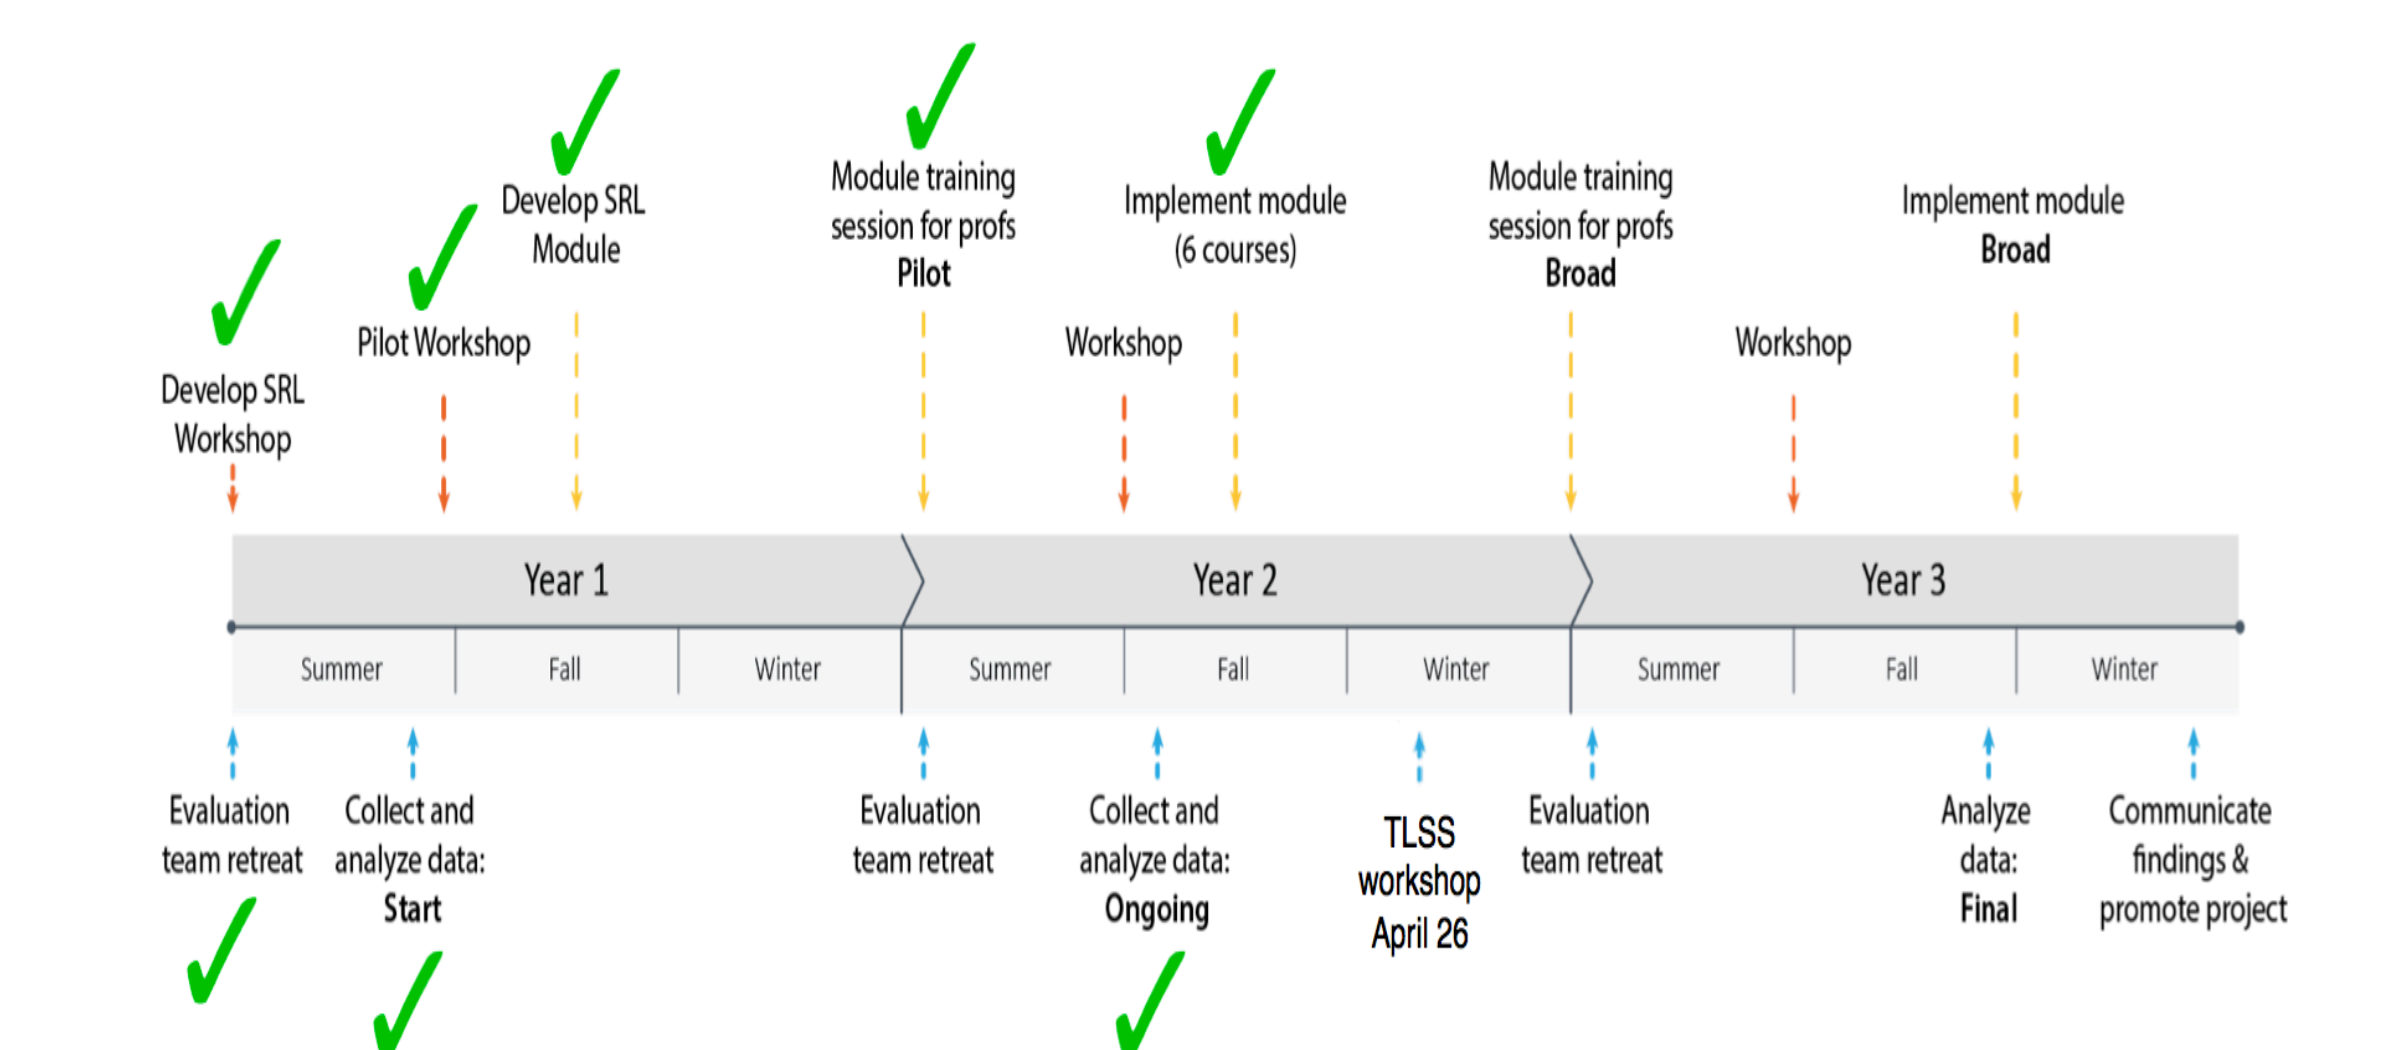 Develop SRL
Workshop
Pilot Workshop
Develop SRL
Module
Module training
session for profs
Pilot
Workshop
Implement module
(6 courses)
Module training
session for profs
Broad
Workshop
Implement module
Broad
Year 1
Year 2
Year 3
Summer
Fall
Winter
Summer
Fall
Winter
Summer
Fall
Winter
Evaluation
team retreat
Collect and
analyze data:
Start
Evaluation
team retreat
Collect and
analyze data:
Ongoing
TLSS
workshop
April 26
Evaluation
team retreat
Analyze
data:
Final
Communicate
findings &
promote project